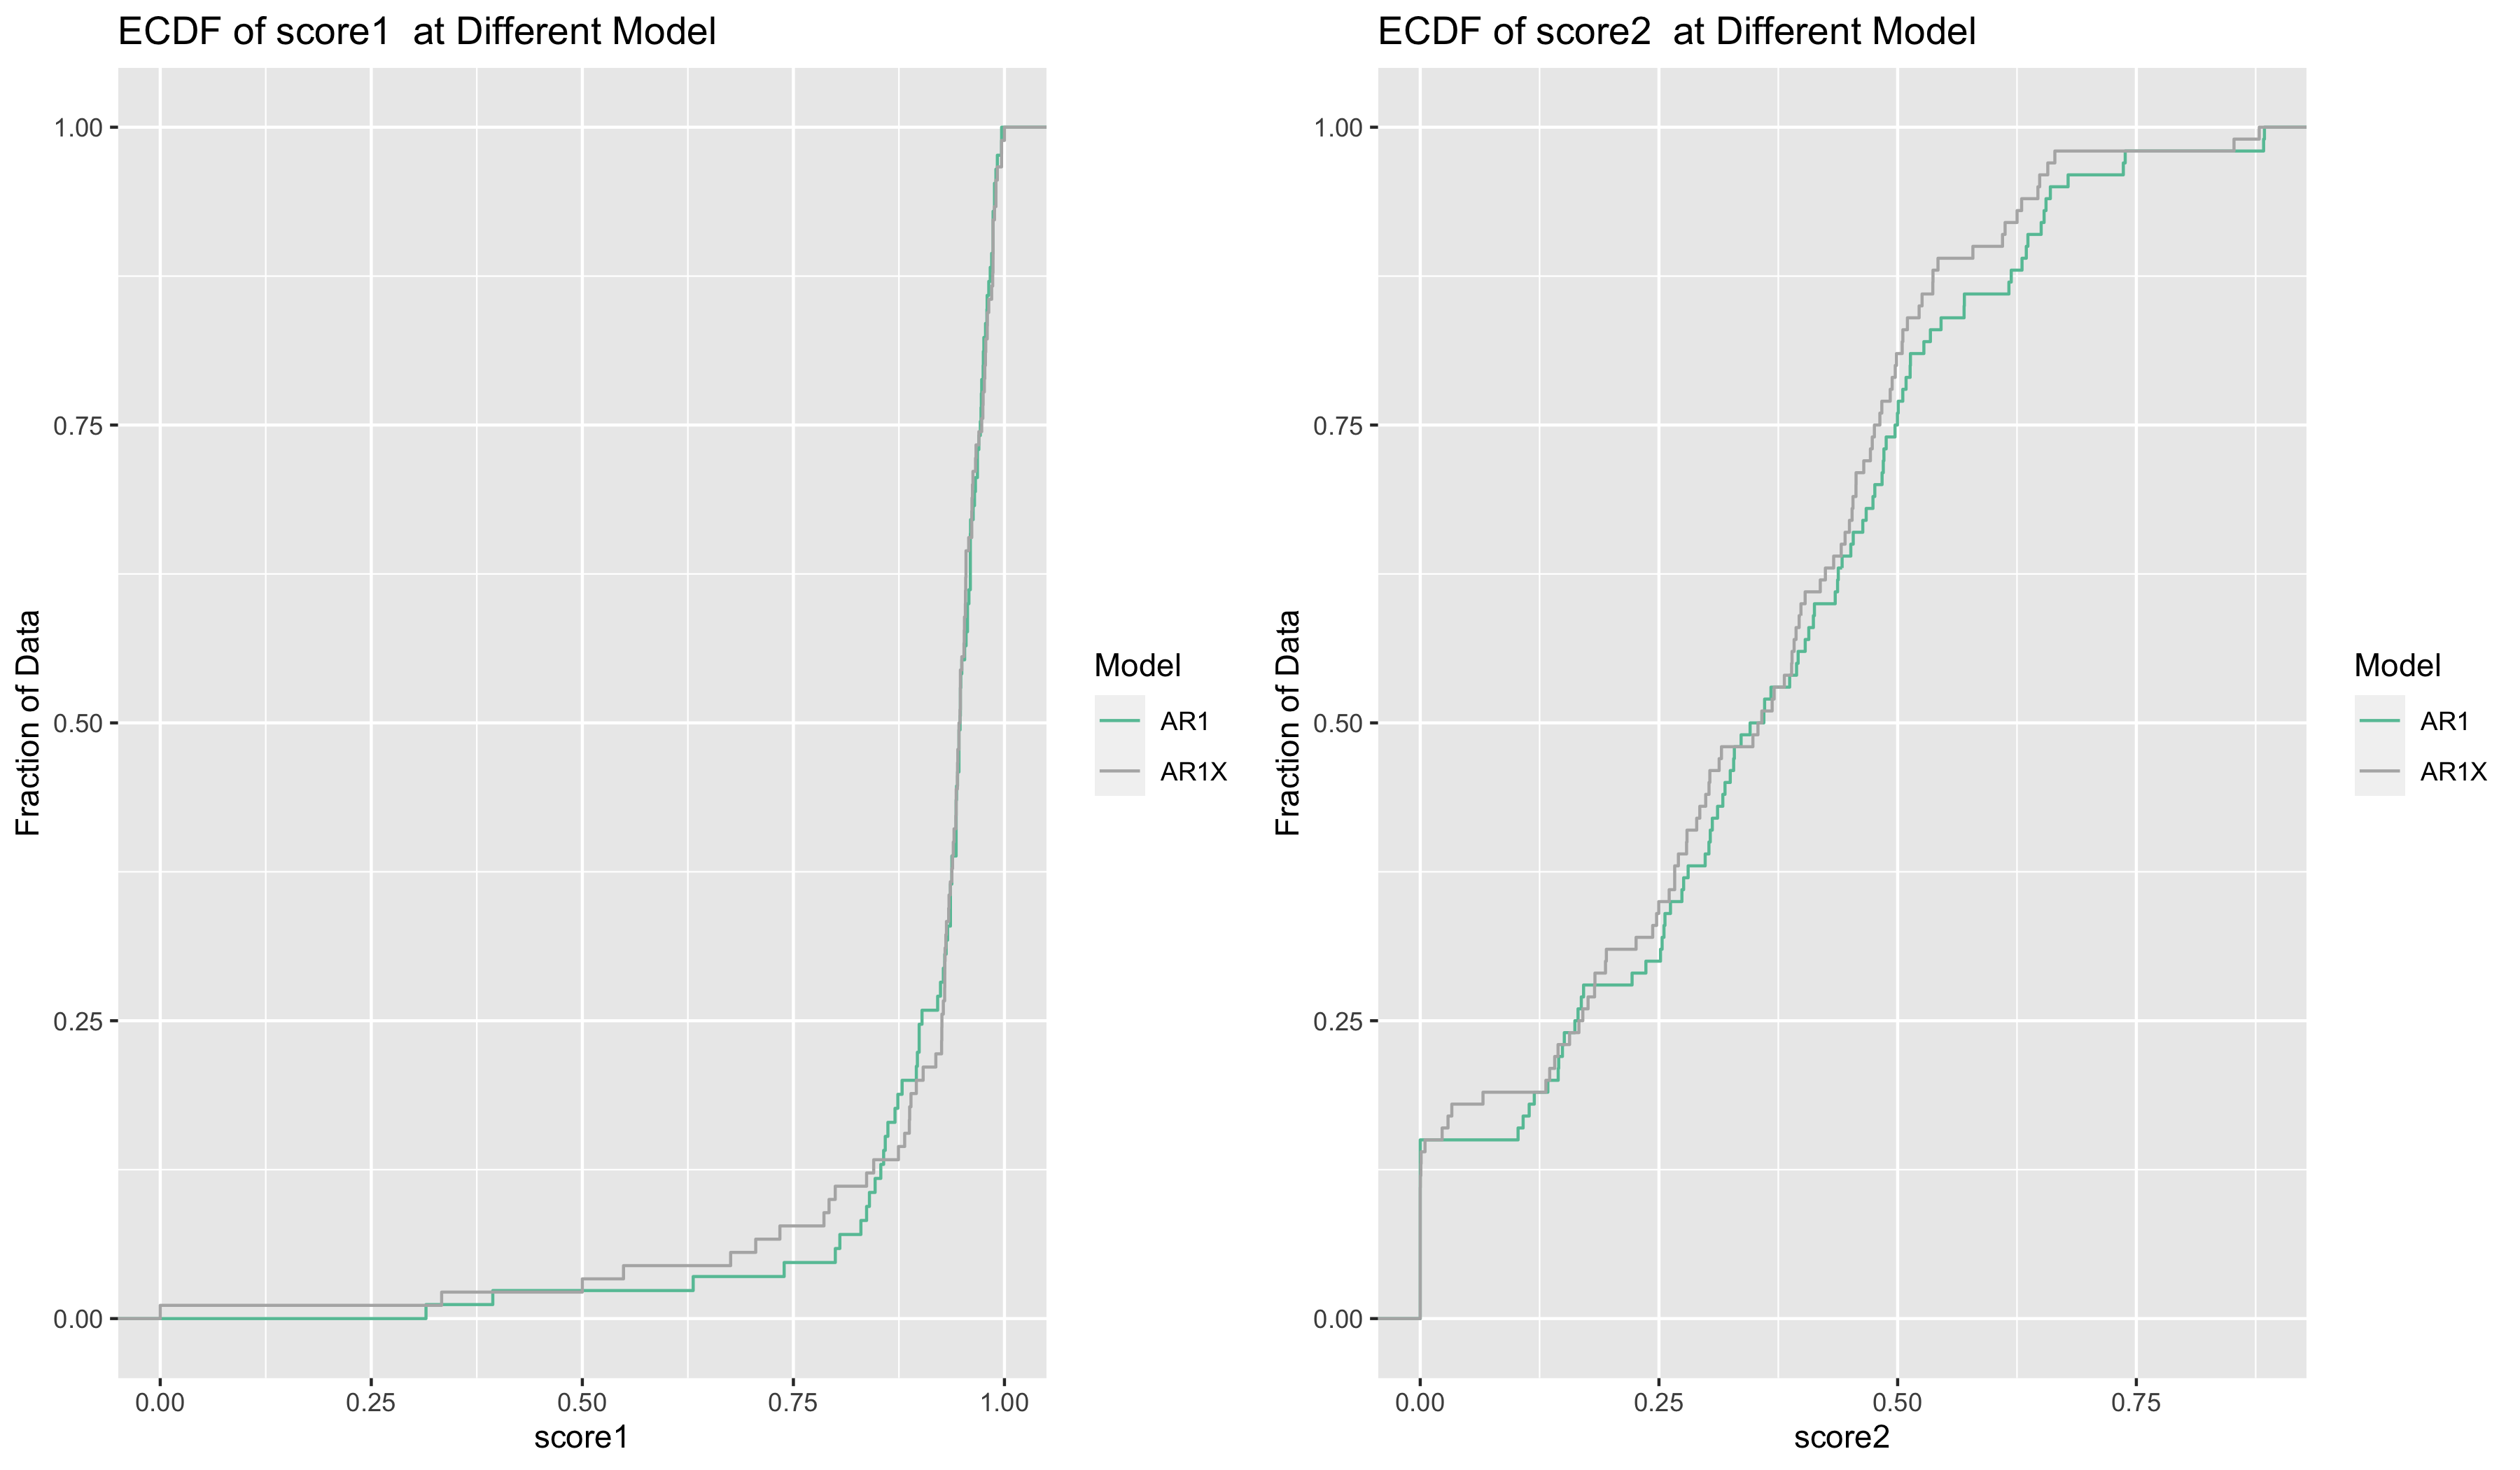 ECDF of score1  at Different Model
Fraction of Data
1.00
0.75
0.50
0.25
0.00
0.00 0.25 0.50 0.75 1.00
score1
Model
AR1
AR1X
ECDF of score2  at Different Model
Fraction of Data
1.00
0.75
0.50
0.25
0.00
0.00 0.25 0.50 0.75
score2
Model
AR1
AR1X